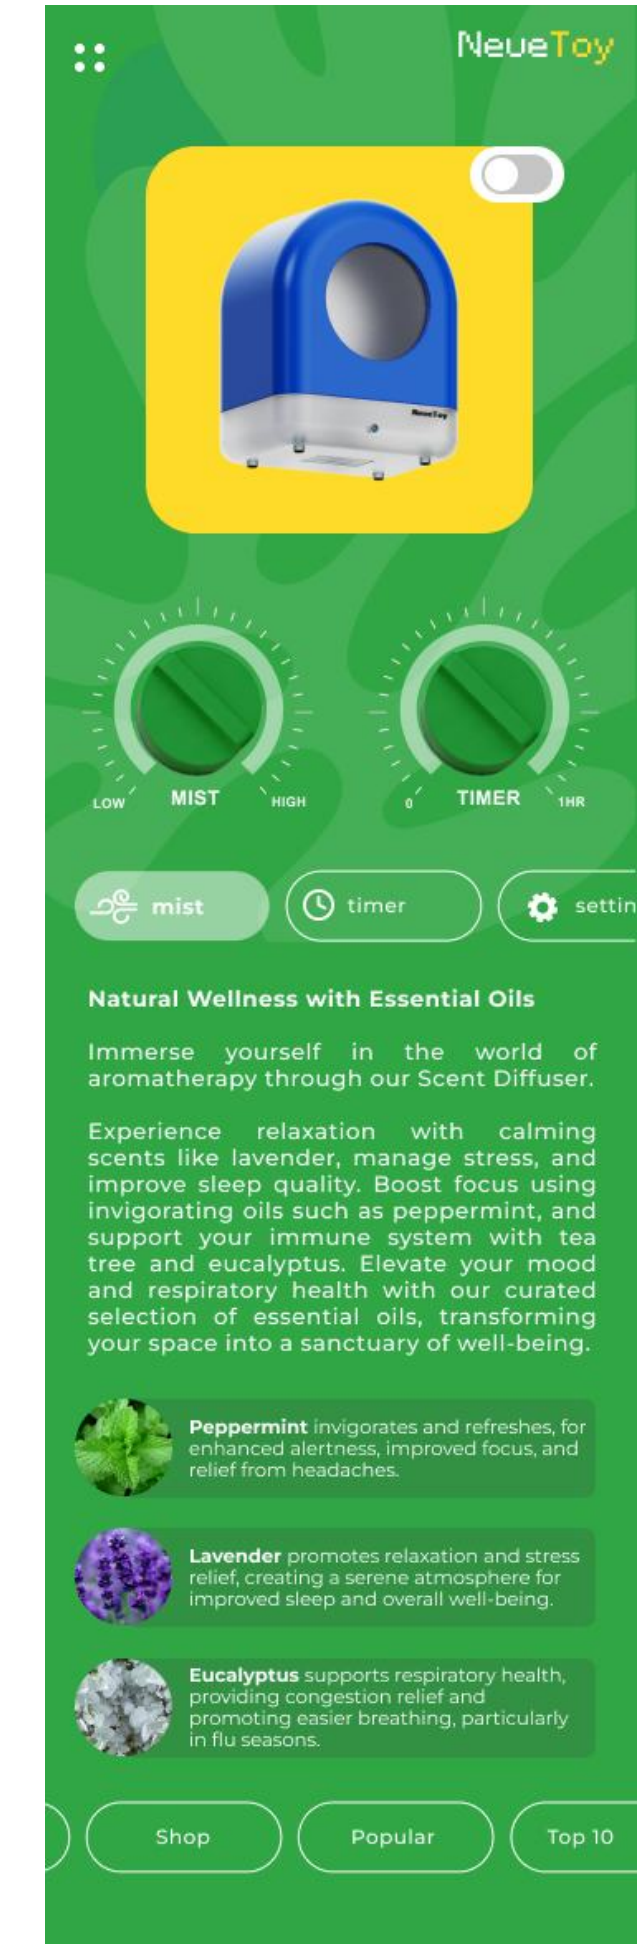 NeueToy
NeueToy
LOW MIST HIGH
0 TIMER 1HR
mist
timer
settin
Natural Wellness with Essential Oils
Immerse yourself in the world of
aromatherapy through our Scent Diffuser.
Experience relaxation with calming
scents like lavender, manage stress, and
improve sleep quality. Boost focus using
invigorating oils such as peppermint, and
support your immune system with tea
tree and eucalyptus. Elevate your mood
and respiratory health with our curated
selection of essential oils, transforming
your space into a sanctuary of well-being.
Peppermint invigorates and refreshes, for
enhanced alertness, improved focus, and
relief from headaches.
Lavender promotes relaxation and stress
relief, creating a serene atmosphere for
improved sleep and overall well-being.
Eucalyptus supports respiratory health,
providing congestion relief and
promoting easier breathing, particularly
in flu seasons.
Shop
Popular
Top 10